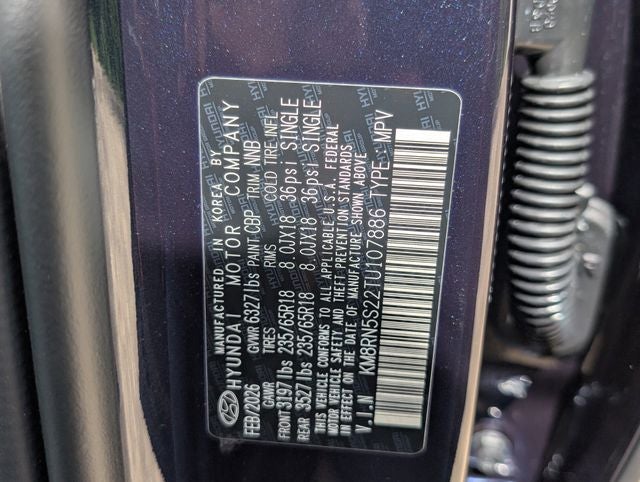 MANUFACTURED IN KOREA BY
HYUNDAI MOTOR COMPANY
FEB/2026 GVWR 6327lbs PAINT:CBP TRIM:NNB
GAWR TIRES RIMS COLD TIRE INFL
FRONT 3197lbs 235/65R18 8.0JX18 36psi SINGLE
REAR 3527lbs 235/65R18 8.0JX18 36psi SINGLE
THIS VEHICLE CONFORMS TO ALL APPLICABLE U.S.A. FEDERAL
MOTOR VEHICLE SAFETY AND THEFT PREVENTION STANDARDS
IN EFFECT ON THE DATE OF MANUFACTURE SHOWN ABOVE
V.I.N KM8RN5S22TU107886 TYPE: MPV